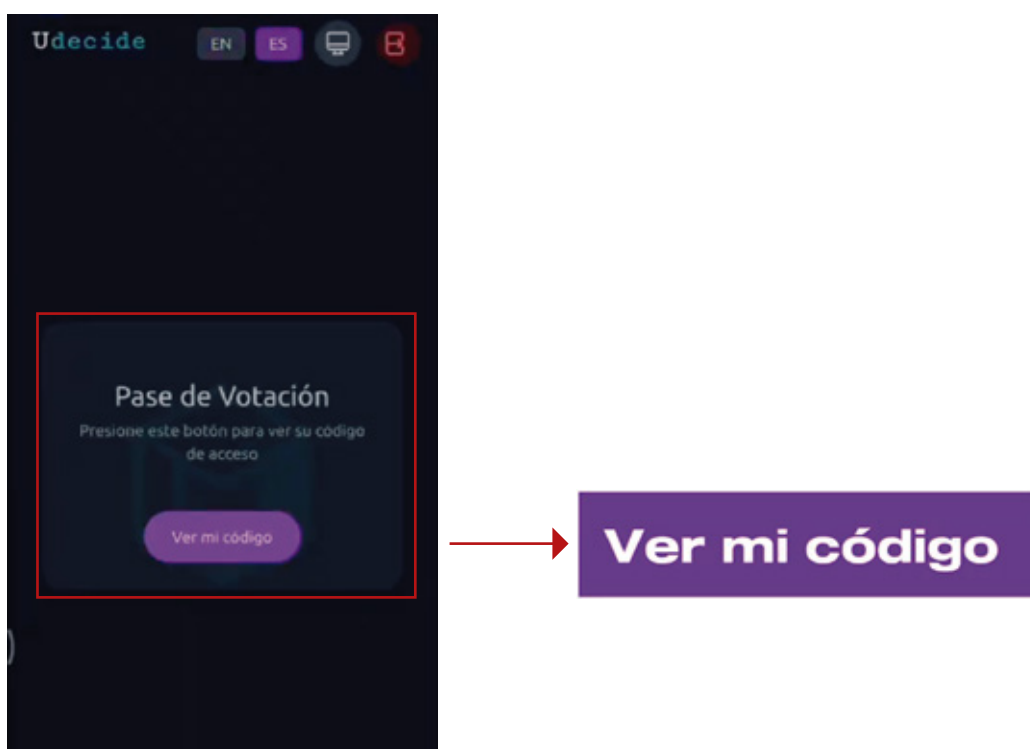 Udecide EN ES
Pase de Votación
Presione este botón para ver su código
de acceso
Ver mi código
Ver mi código